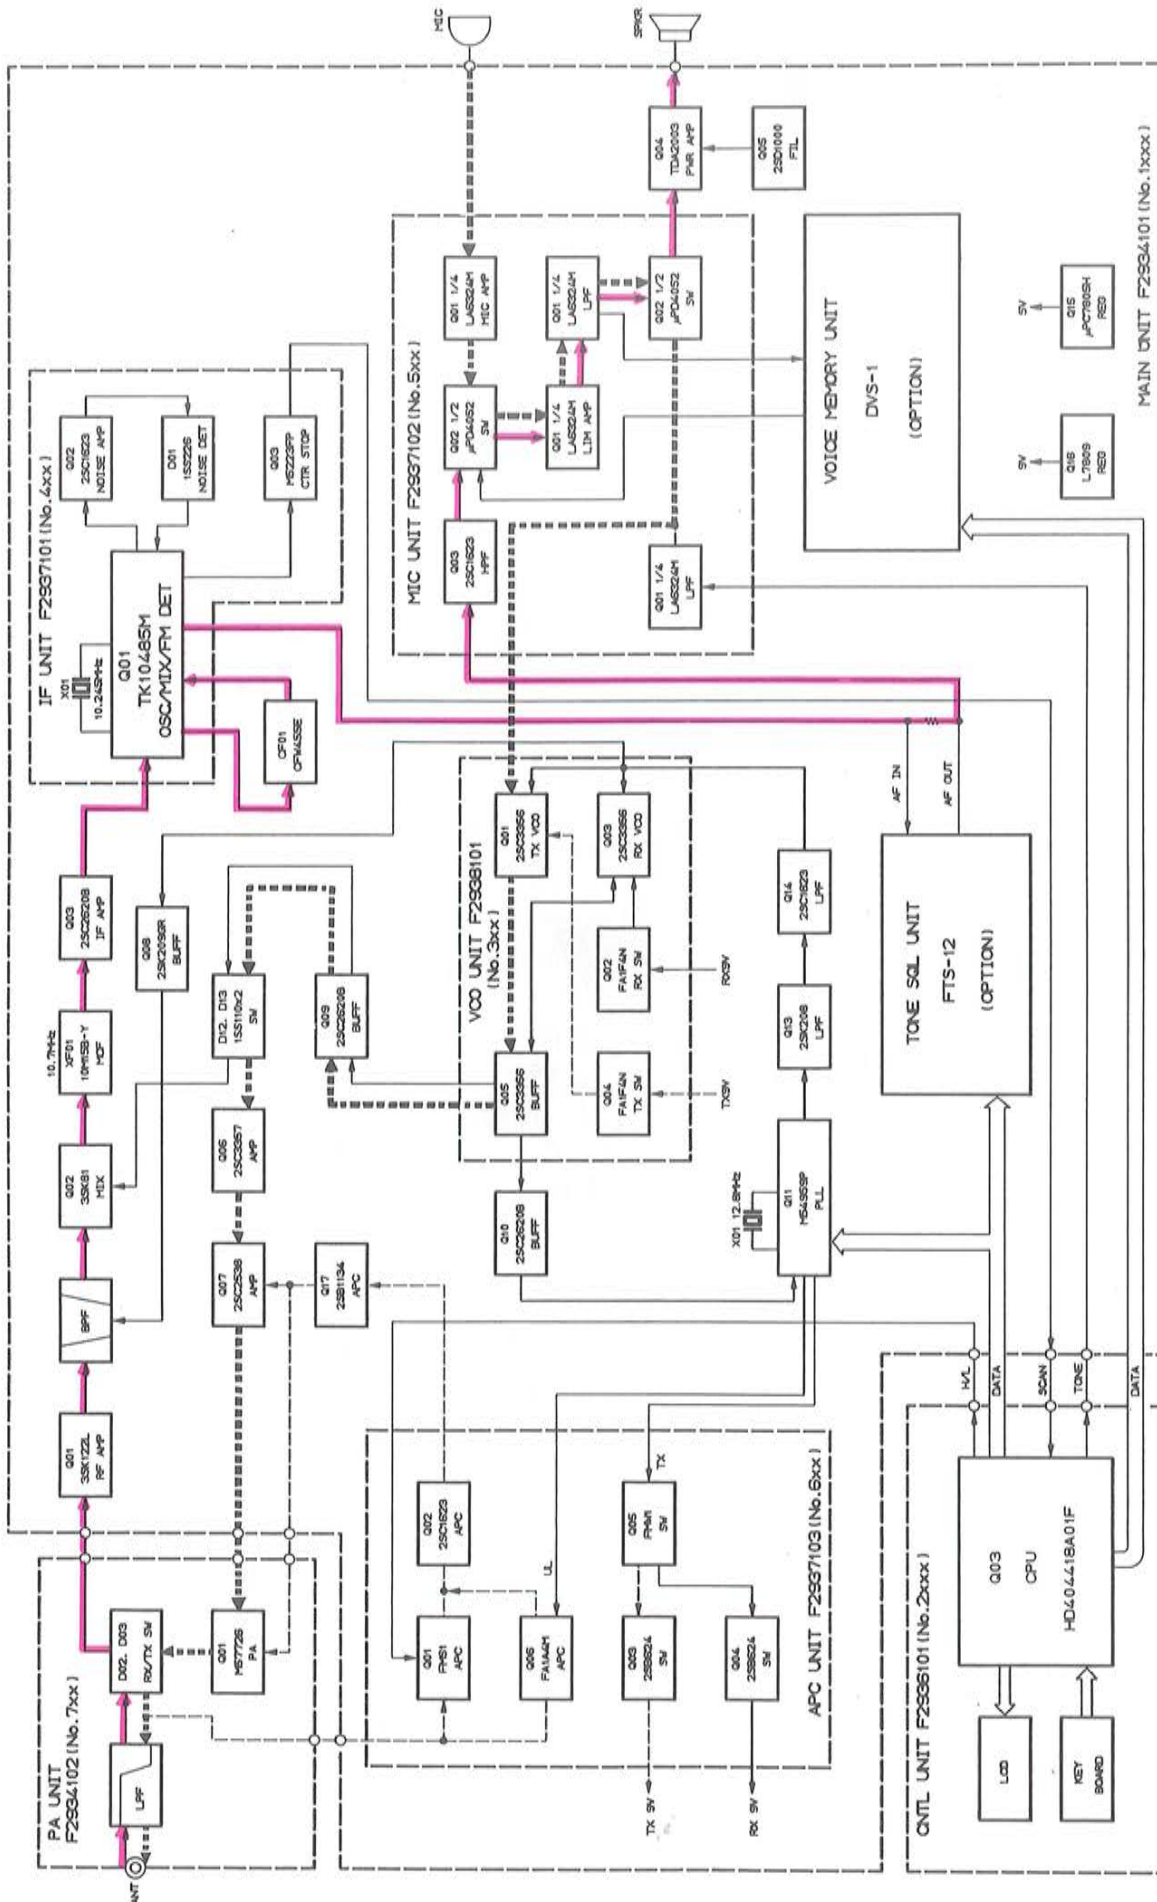 PA UNIT
F2934102(No.7xx)
ANT
LPF
D02. D03
RX/TX SW
Q01
M57726
PA
Q01
3SK122L
RF AMP
BPF
Q02
3SK81
MIX
10.7MHz
XF01
10M15B-Y
MCF
Q03
2SC2620B
IF AMP
Q08
2SK209GR
BUFF
IF UNIT F2937101(No.4xx)
X01
10.245MHz
Q01
TK10485M
OSC/MIX/FM DET
CF01
CFW455E
Q02
2SC1623
NOISE AMP
D01
1SS226
NOISE DET
Q03
M5223FP
CTR STOP
Q07
2SC2538
AMP
Q06
2SC3357
AMP
D12. D13
1SS110x2
SW
Q09
2SC2620B
BUFF
Q17
2SB1134
APC
MIC
SPKR
MIC UNIT F2937102(No.5xx)
Q03
2SC1623
HPF
Q02 1/2
μPD4052
SW
Q01 1/4
LA6324M
MIC AMP
Q01 1/4
LA6324M
LIM AMP
Q01 1/4
LA6324M
LPF
Q01 1/4
LA6324M
LPF
Q02 1/2
μPD4052
SW
Q04
TDA2003
PWR AMP
Q05
2SD1000
FIL
VCO UNIT F2938101
(No.3xx)
Q05
2SC3356
BUFF
Q01
2SC3356
TX VCO
Q03
2SC3356
RX VCO
Q04
FA1F4N
TX SW
Q02
FA1F4N
RX SW
TX9V
RX9V
Q10
2SC2620B
BUFF
X01 12.8MHz
Q11
M54959P
PLL
Q13
2SK208
LPF
Q14
2SC1623
LPF
APC UNIT F2937103(No.6xx)
Q01
FMS1
APC
Q02
2SC1623
APC
Q06
FA1A4M
APC
UL
Q03
2SB624
SW
Q05
FMW1
SW
TX
Q04
2SB624
SW
TX 9V
RX 9V
VOICE MEMORY UNIT
DVS-1
(OPTION)
TONE SQL UNIT
FTS-12
(OPTION)
AF IN
AF OUT
CNTL UNIT F2936101(No.2xxx)
LCD
KEY
BOARD
Q03
CPU
HD404418A01F
H/L
DATA
SCAN
TONE
DATA
9V
Q16
L7809
REG
5V
Q15
μPC7805H
REG
MAIN UNIT F2934101(No.1xxx)